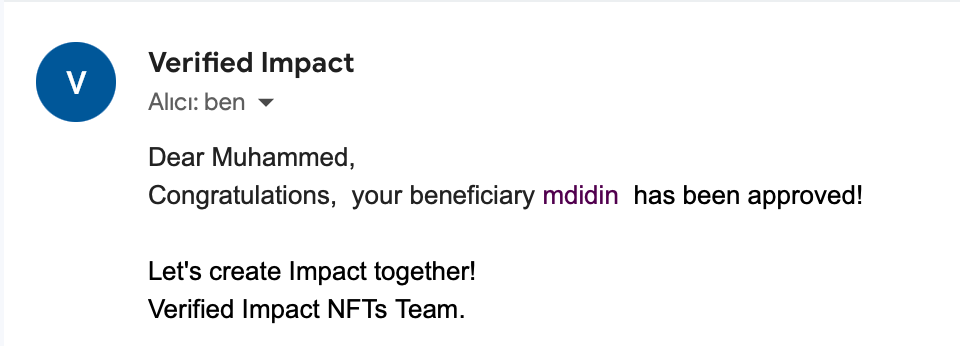 V
Verified Impact
Alıcı: ben
Dear Muhammed,
Congratulations,  your beneficiary mdidin  has been approved!
Let's create Impact together!
Verified Impact NFTs Team.